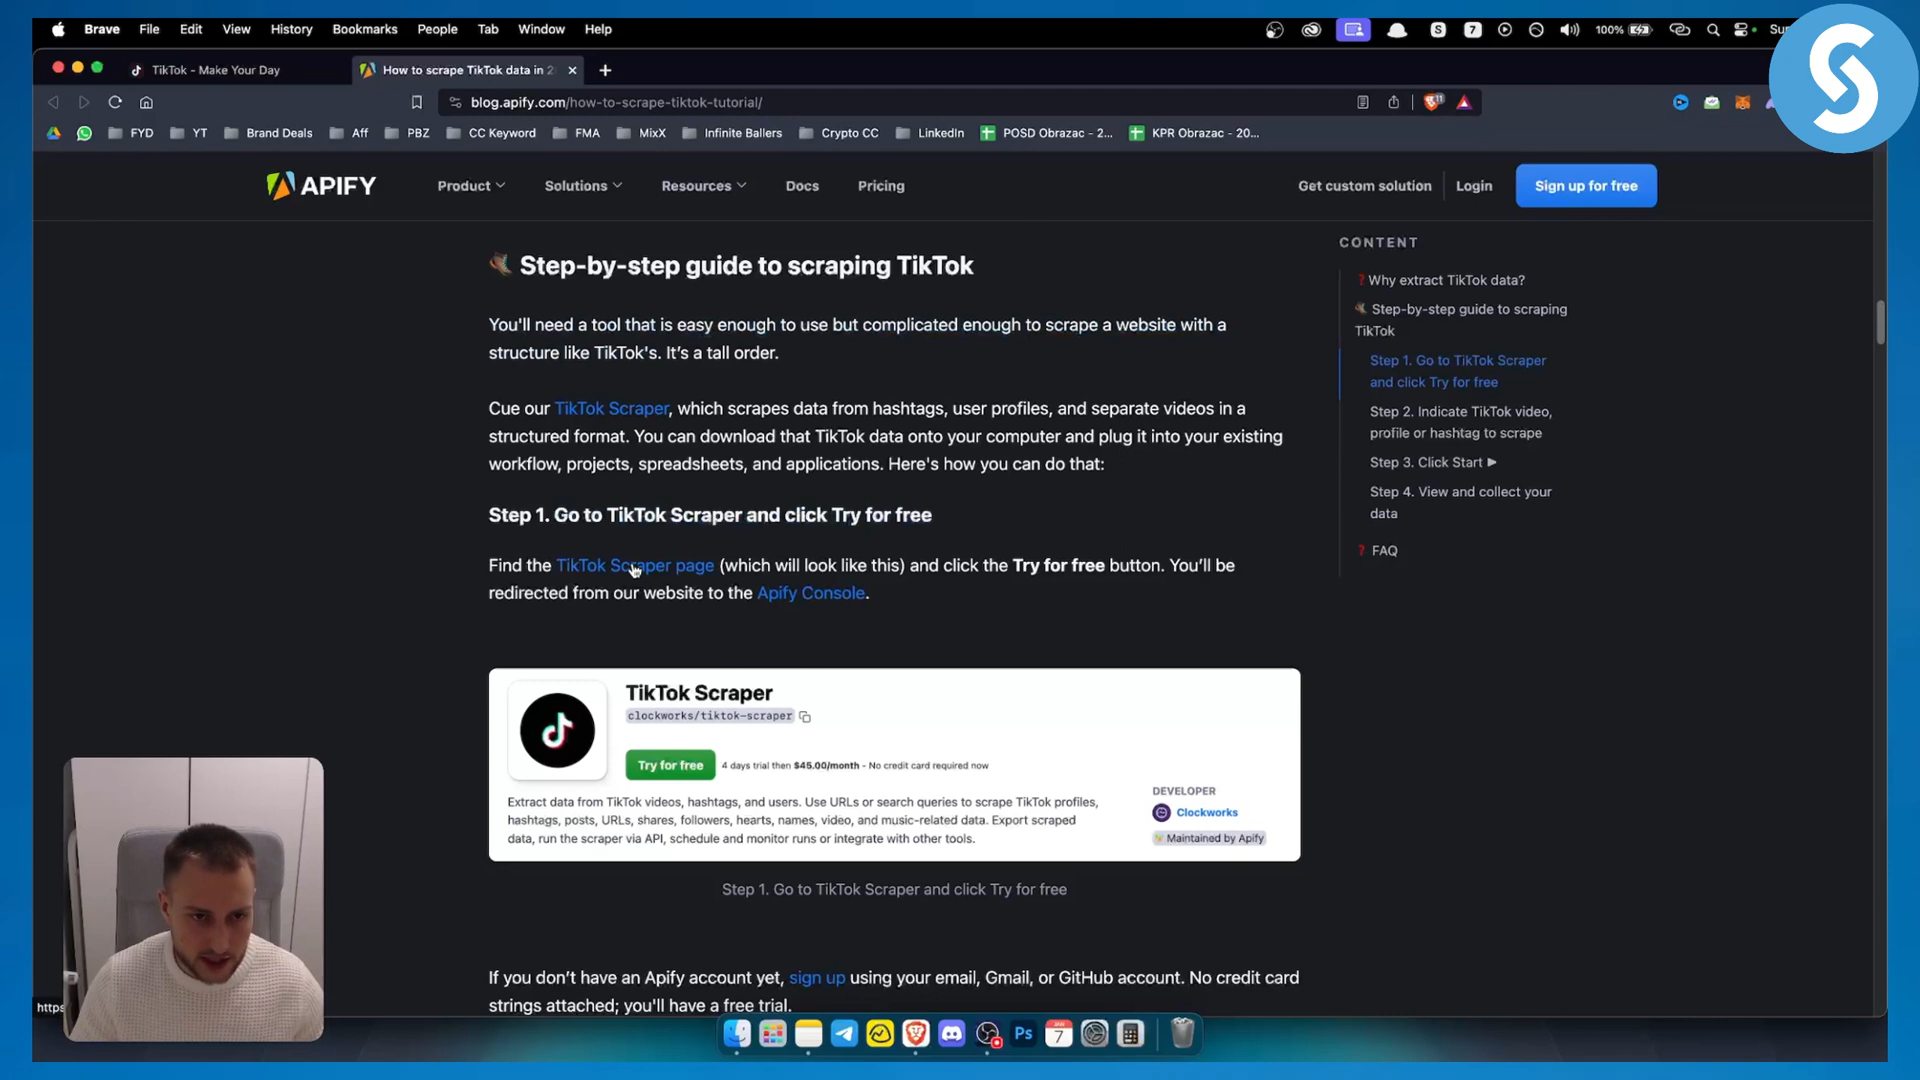 Brave File Edit View History Bookmarks People Tab Window Help
S 7 100%
TikTok - Make Your Day
How to scrape TikTok data in 2
blog.apify.com/how-to-scrape-tiktok-tutorial/
11
FYD YT Brand Deals Aff PBZ CC Keyword FMA MixX Infinite Ballers Crypto CC LinkedIn POSD Obrazac - 2... KPR Obrazac - 20...
APIFY Product Solutions Resources Docs Pricing Get custom solution Login Sign up for free
Step-by-step guide to scraping TikTok
You'll need a tool that is easy enough to use but complicated enough to scrape a website with a
structure like TikTok's. It's a tall order.
Cue our TikTok Scraper, which scrapes data from hashtags, user profiles, and separate videos in a
structured format. You can download that TikTok data onto your computer and plug it into your existing
workflow, projects, spreadsheets, and applications. Here's how you can do that:
Step 1. Go to TikTok Scraper and click Try for free
Find the TikTok Scraper page (which will look like this) and click the Try for free button. You'll be
redirected from our website to the Apify Console.
TikTok Scraper
clockworks/tiktok-scraper
Try for free 4 days trial then $45.00/month - No credit card required now
Extract data from TikTok videos, hashtags, and users. Use URLs or search queries to scrape TikTok profiles,
hashtags, posts, URLs, shares, followers, hearts, names, video, and music-related data. Export scraped
data, run the scraper via API, schedule and monitor runs or integrate with other tools.
DEVELOPER
Clockworks
Maintained by Apify
Step 1. Go to TikTok Scraper and click Try for free
If you don't have an Apify account yet, sign up using your email, Gmail, or GitHub account. No credit card
strings attached; you'll have a free trial.
CONTENT
Why extract TikTok data?
Step-by-step guide to scraping
TikTok
Step 1. Go to TikTok Scraper
and click Try for free
Step 2. Indicate TikTok video,
profile or hashtag to scrape
Step 3. Click Start
Step 4. View and collect your
data
FAQ
https
Ps
JAN
7